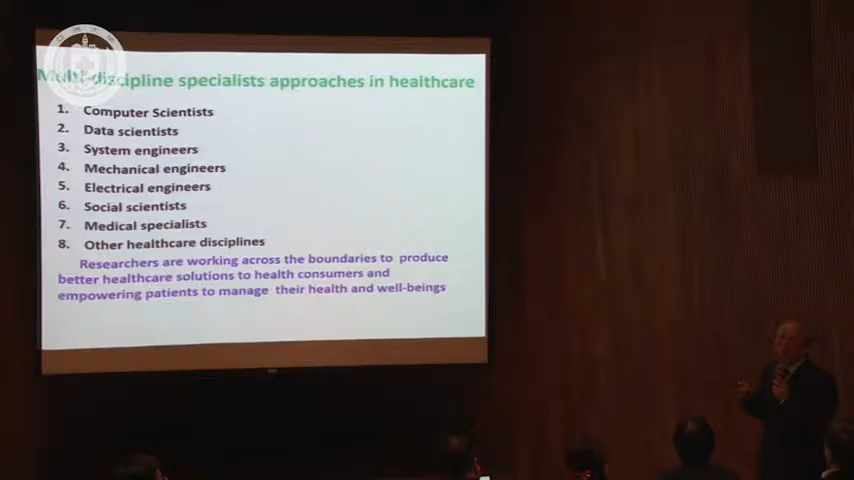 Multi-discipline specialists approaches in healthcare
1. Computer Scientists
2. Data scientists
3. System engineers
4. Mechanical engineers
5. Electrical engineers
6. Social scientists
7. Medical specialists
8. Other healthcare disciplines
Researchers are working across the boundaries to produce
better healthcare solutions to health consumers and
empowering patients to manage their health and well-beings